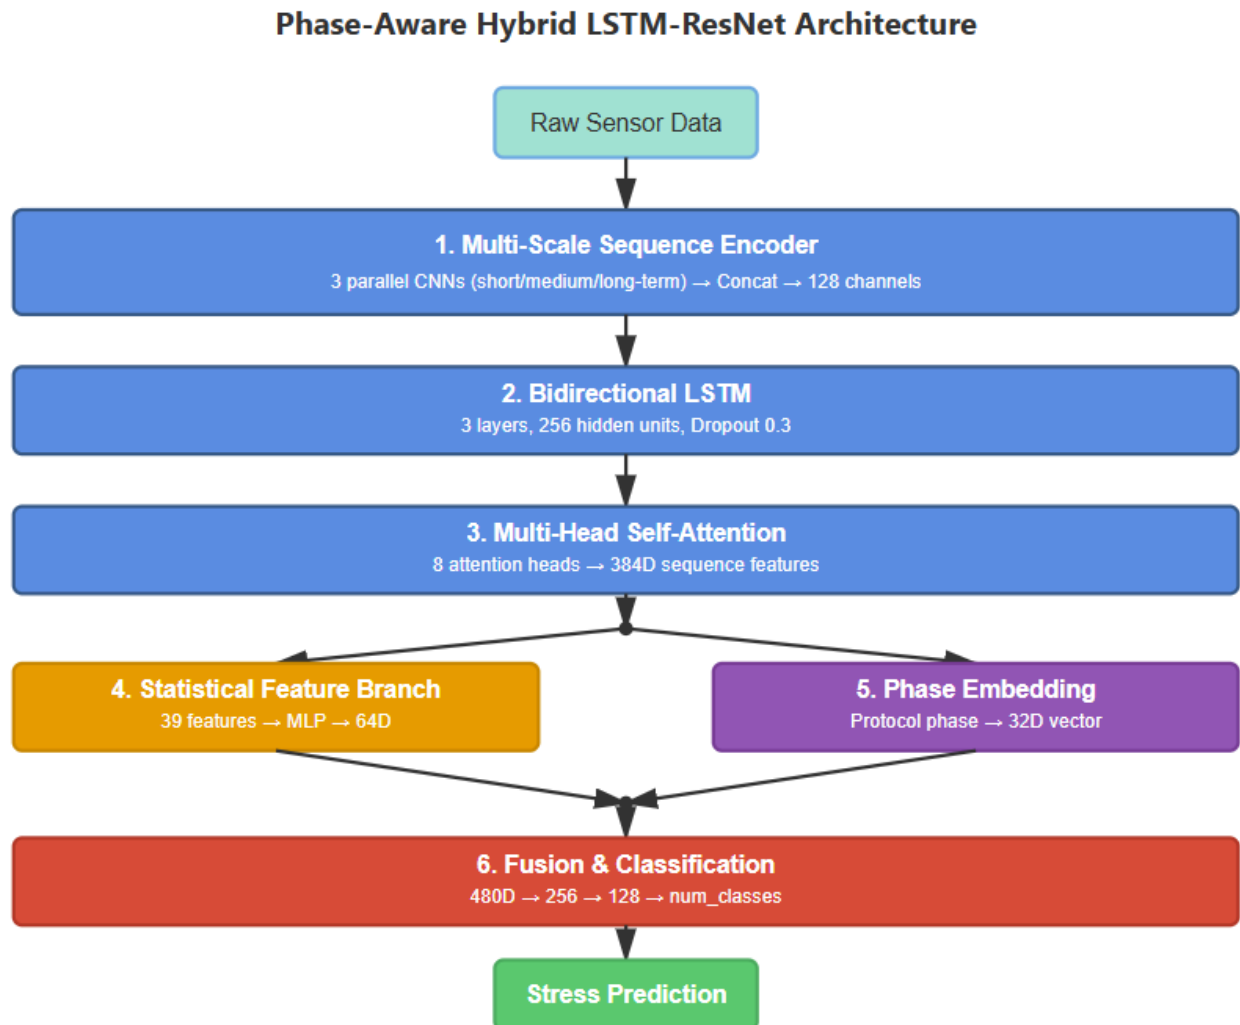 Phase-Aware Hybrid LSTM-ResNet Architecture
Raw Sensor Data
1. Multi-Scale Sequence Encoder
3 parallel CNNs (short/medium/long-term) → Concat → 128 channels
2. Bidirectional LSTM
3 layers, 256 hidden units, Dropout 0.3
3. Multi-Head Self-Attention
8 attention heads → 384D sequence features
4. Statistical Feature Branch
39 features → MLP → 64D
5. Phase Embedding
Protocol phase → 32D vector
6. Fusion & Classification
480D → 256 → 128 → num_classes
Stress Prediction